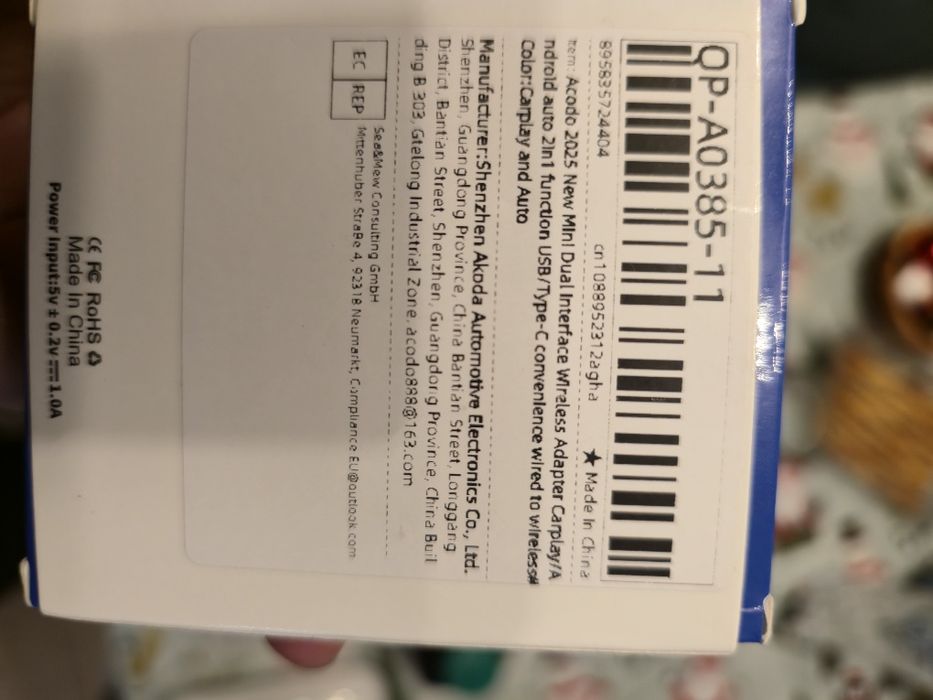 QP-A0385-11
895835724404 cn1088952312agha ★ Made In China
Item: Acodo 2025 New Mini Dual Interface Wireless Adapter Carplay/A
ndroid auto 2in1 function USB/Type-C convenience wired to wireless#
Color:Carplay and Auto
Manufacturer:Shenzhen Akoda Automotive Electronics Co., Ltd.
Shenzhen, Guangdong Province, China Bantian Street, Longgang
District, Bantian Street, Shenzhen, Guangdong Province, China Buil
ding B 303, Gtelong Industrial Zone, acodo888@163.com
EC REP
Sea&Mew Consulting GmbH
Mittenhuber Straße 4, 92318 Neumarkt, Compliance EU@outlook.com
CE FC RoHS
Made In China
Power Input:5v ± 0.2v ⎓ 1.0A